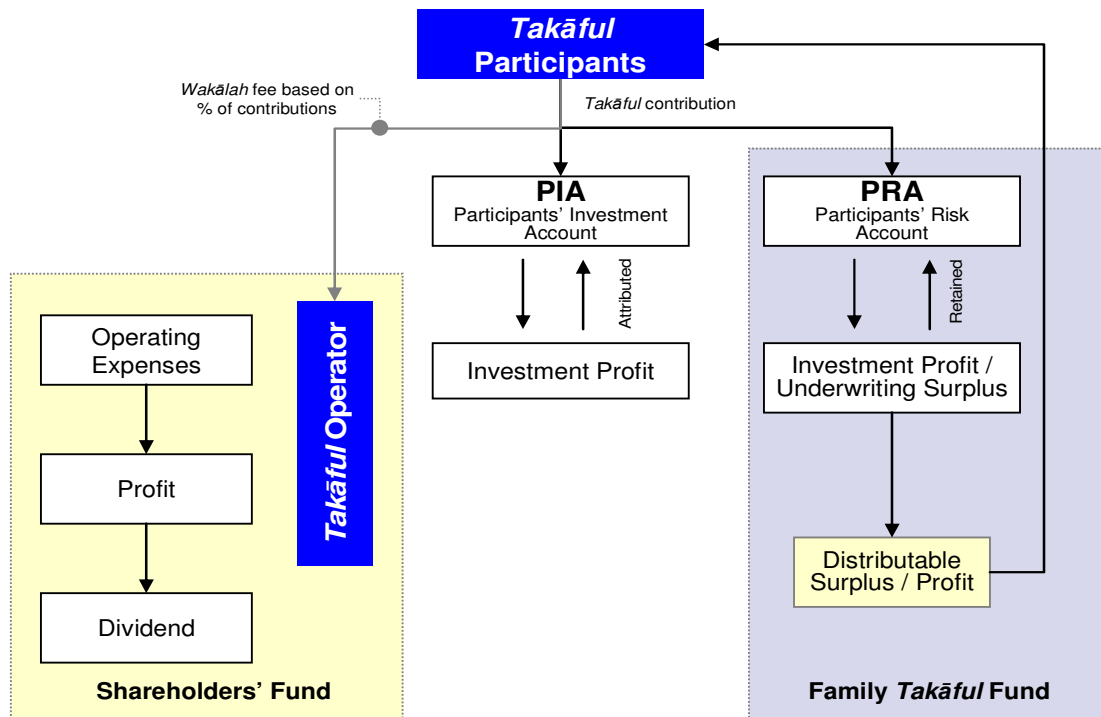 Takāful
Participants
Wakālah fee based on
% of contributions
Takāful contribution
PIA
Participants' Investment
Account
PRA
Participants' Risk
Account
Attributed
Retained
Operating
Expenses
Takāful Operator
Investment Profit
Investment Profit /
Underwriting Surplus
Profit
Distributable
Surplus / Profit
Dividend
Shareholders' Fund
Family Takāful Fund